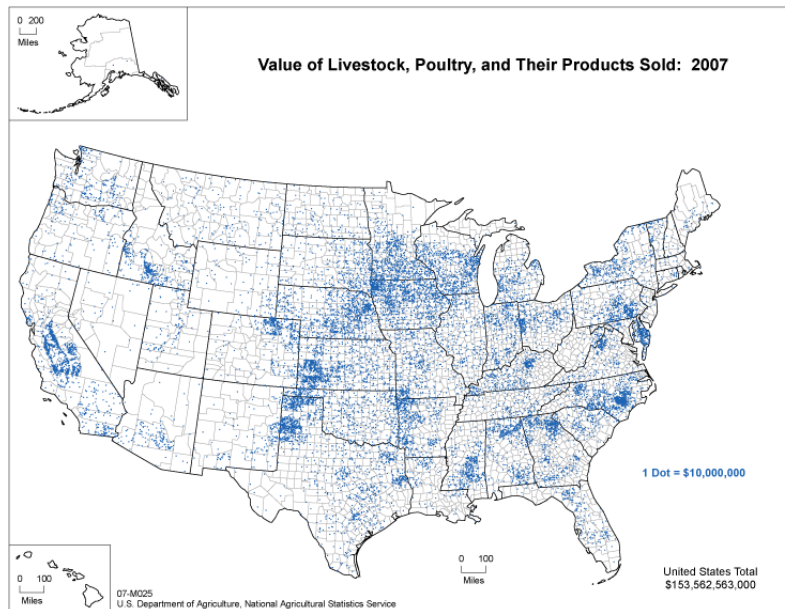 0 200
Miles
Value of Livestock, Poultry, and Their Products Sold:  2007
1 Dot = $10,000,000
0 100
Miles
0 100
Miles
07-M025
U.S. Department of Agriculture, National Agricultural Statistics Service
United States Total
$153,562,563,000